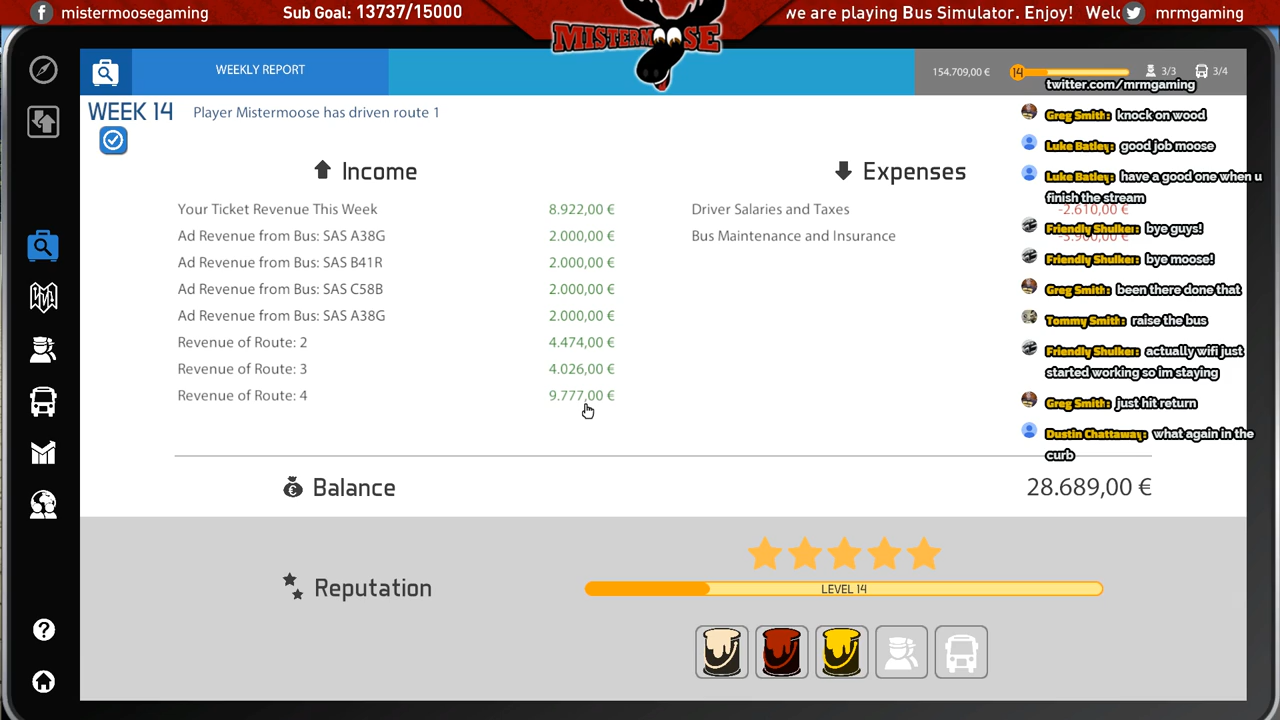 mistermoosegaming
Sub Goal: 13737/15000
MISTERMOOSE
we are playing Bus Simulator. Enjoy! Welc
mrmgaming
WEEKLY REPORT
154.709,00 €
14
3/3
3/4
twitter.com/mrmgaming
WEEK 14
Player Mistermoose has driven route 1
Income
Your Ticket Revenue This Week 8.922,00 €
Ad Revenue from Bus: SAS A38G 2.000,00 €
Ad Revenue from Bus: SAS B41R 2.000,00 €
Ad Revenue from Bus: SAS C58B 2.000,00 €
Ad Revenue from Bus: SAS A38G 2.000,00 €
Revenue of Route: 2 4.474,00 €
Revenue of Route: 3 4.026,00 €
Revenue of Route: 4 9.777,00 €
Expenses
Driver Salaries and Taxes -2.610,00 €
Bus Maintenance and Insurance -3.900,00 €
Greg Smith: knock on wood
Luke Batley: good job moose
Luke Batley: have a good one when u
finish the stream
Friendly Shulker: bye guys!
Friendly Shulker: bye moose!
Greg Smith: been there done that
Tommy Smith: raise the bus
Friendly Shulker: actually wifi just
started working so im staying
Greg Smith: just hit return
Dustin Chattaway: what again in the
curb
Balance 28.689,00 €
Reputation
LEVEL 14